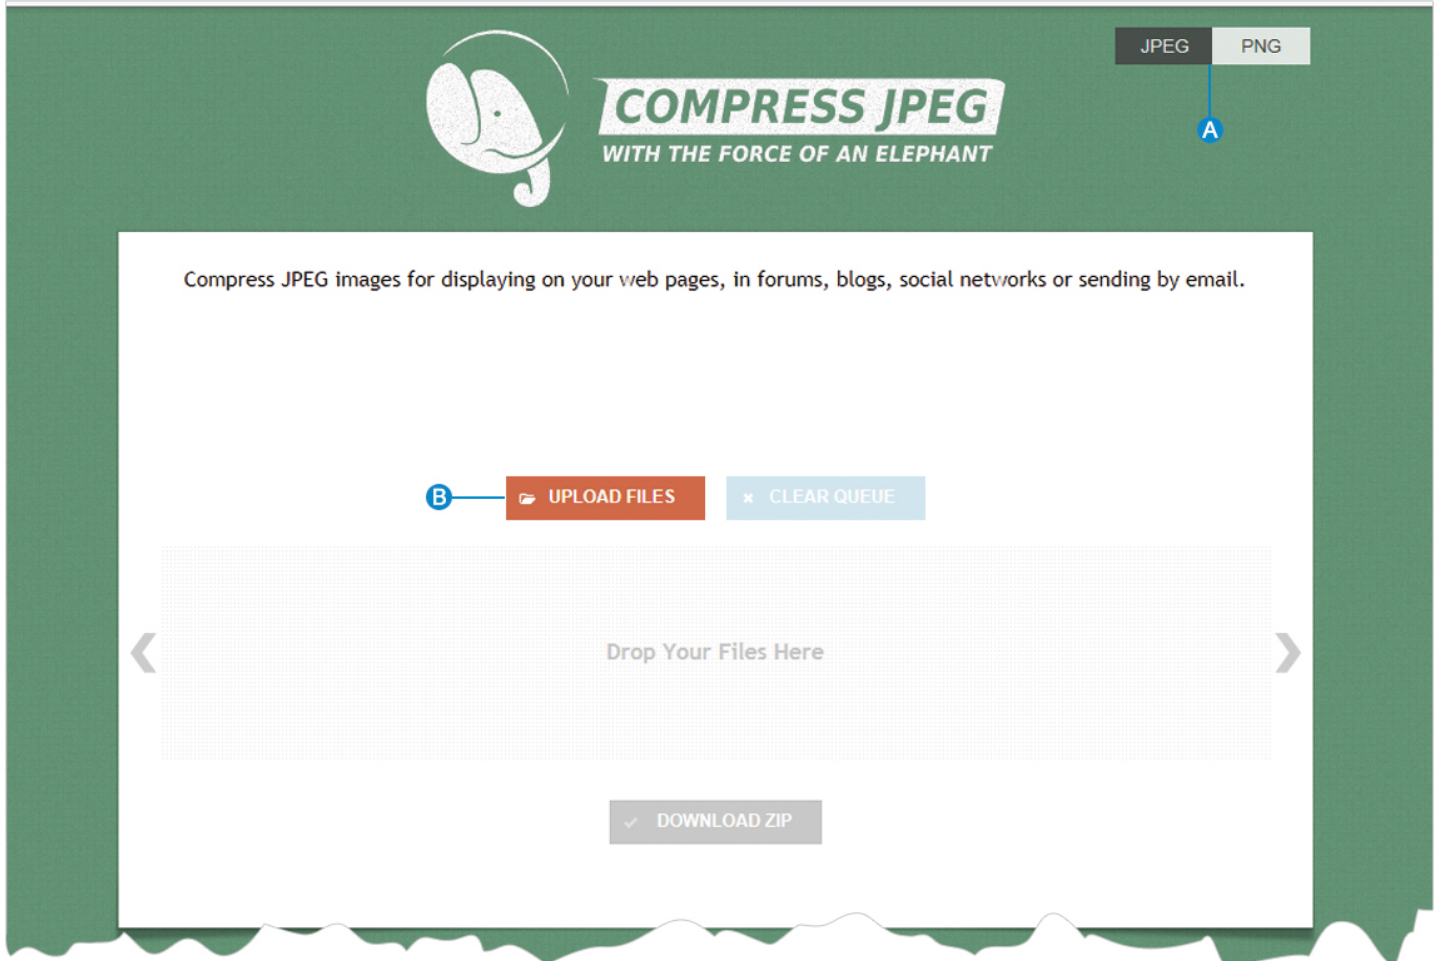 JPEG PNG
COMPRESS JPEG
A
WITH THE FORCE OF AN ELEPHANT
Compress JPEG images for displaying on your web pages, in forums, blogs, social networks or sending by email.
B UPLOAD FILES CLEAR QUEUE
Drop Your Files Here
DOWNLOAD ZIP